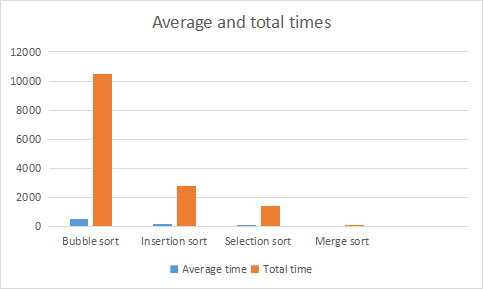 Average and total times
12000
10000
8000
6000
4000
2000
0
Bubble sort Insertion sort Selection sort Merge sort
Average time Total time